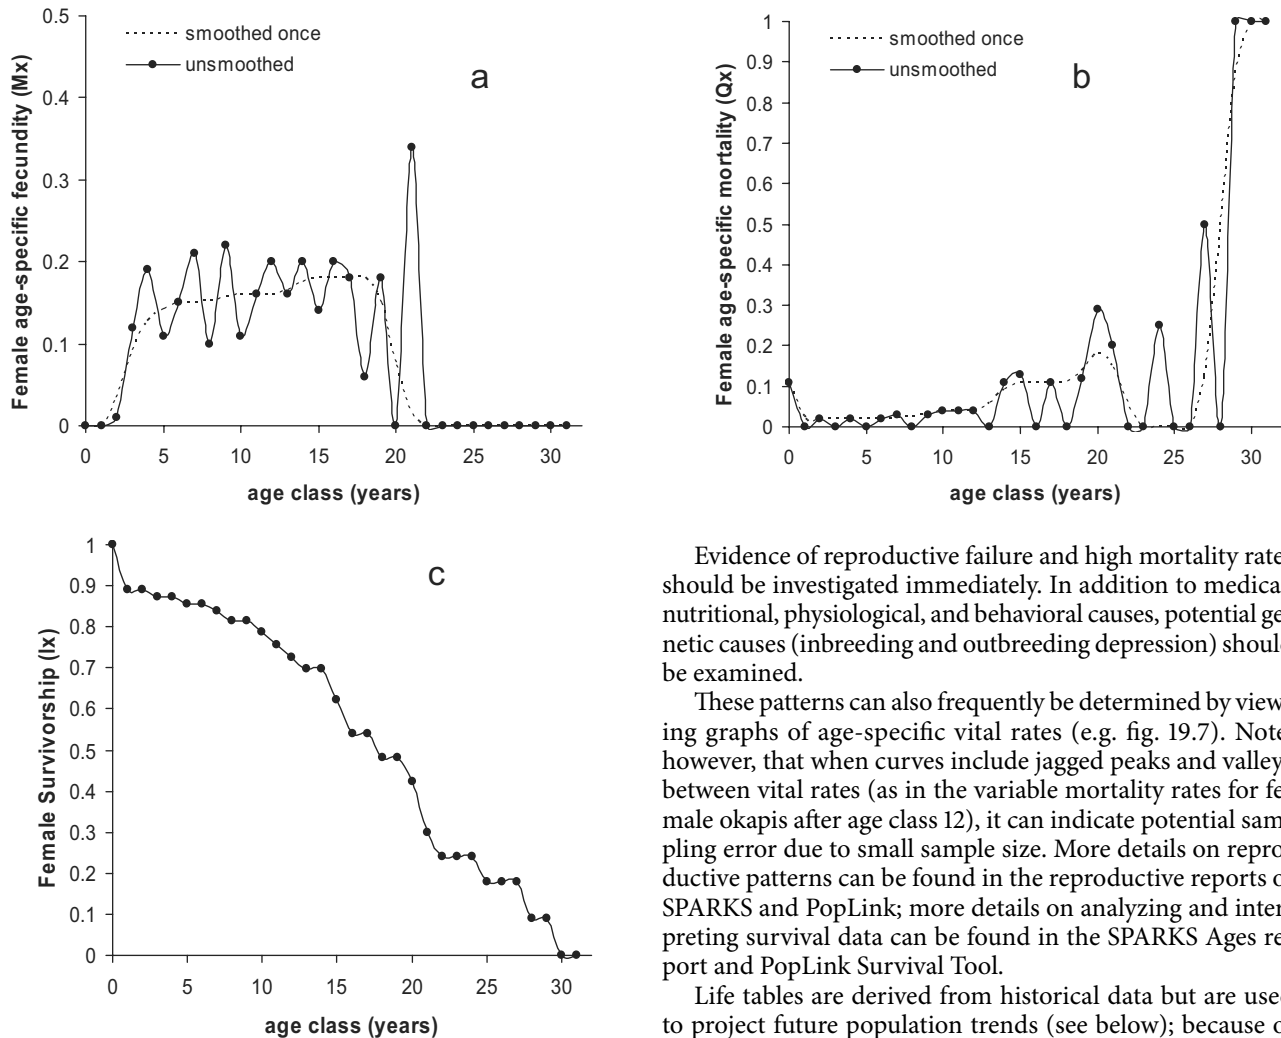 0.5
0.4
0.3
0.2
0.1
0
Female age-specific fecundity (Mx)
smoothed once
unsmoothed
a
0 5 10 15 20 25 30
age class (years)
1
0.9
0.8
0.7
0.6
0.5
0.4
0.3
0.2
0.1
0
Female age-specific mortality (Qx)
smoothed once
unsmoothed
b
0 5 10 15 20 25 30
age class (years)
1
0.9
0.8
0.7
0.6
0.5
0.4
0.3
0.2
0.1
0
Female Survivorship (lx)
c
0 5 10 15 20 25 30
age class (years)
Evidence of reproductive failure and high mortality rate
should be investigated immediately. In addition to medica
nutritional, physiological, and behavioral causes, potential ge
netic causes (inbreeding and outbreeding depression) shoul
be examined.
These patterns can also frequently be determined by view
ing graphs of age-specific vital rates (e.g. fig. 19.7). Note
however, that when curves include jagged peaks and valley
between vital rates (as in the variable mortality rates for fe
male okapis after age class 12), it can indicate potential sam
pling error due to small sample size. More details on repro
ductive patterns can be found in the reproductive reports o
SPARKS and PopLink; more details on analyzing and inter
preting survival data can be found in the SPARKS Ages re
port and PopLink Survival Tool.
Life tables are derived from historical data but are use
to project future population trends (see below); because o